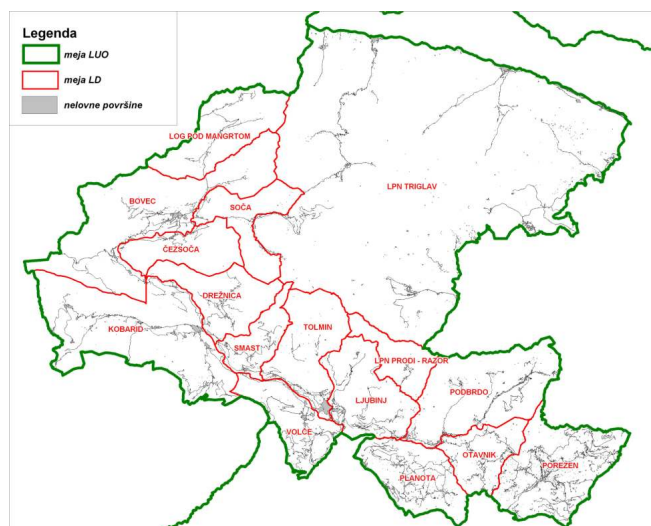 Legenda
meja LUO
meja LD
nelovne površine
LOG POD MANGRTOM
LPN TRIGLAV
BOVEC
SOČA
ČEZSOČA
DREŽNICA
KOBARID
TOLMIN
SMAST
LPN PRODI - RAZOR
PODBRDO
LJUBINJ
VOLČE
OTAVNIK
POREZEN
PLANOTA